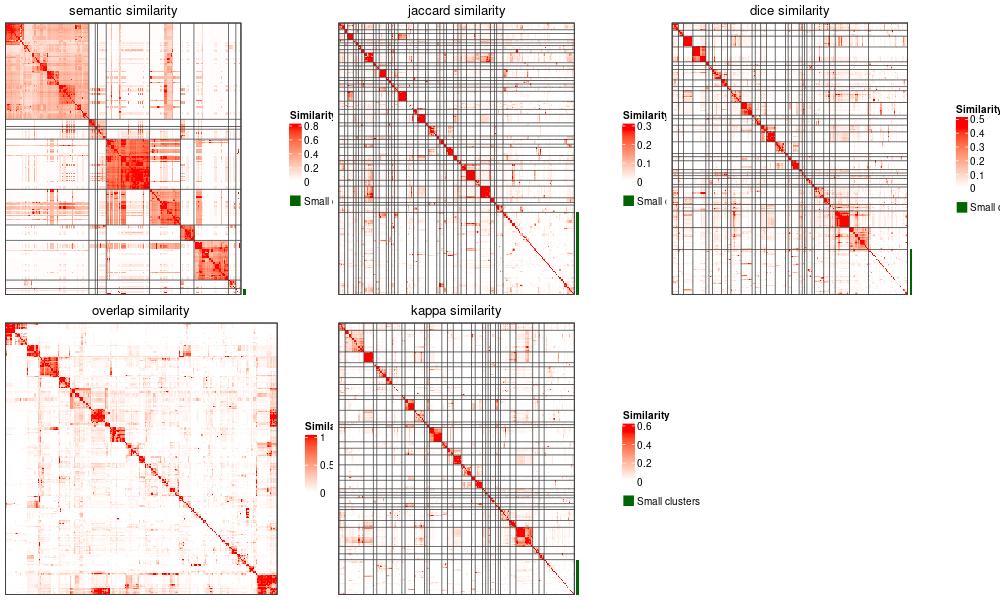 semantic similarity
Similarity
0.8
0.6
0.4
0.2
0
Small
jaccard similarity
Similarity
0.3
0.2
0.1
0
Small
dice similarity
Similarity
0.5
0.4
0.3
0.2
0.1
0
Small
overlap similarity
1
0.5
0
kappa similarity
Similarity
0.6
0.4
0.2
0
Small clusters